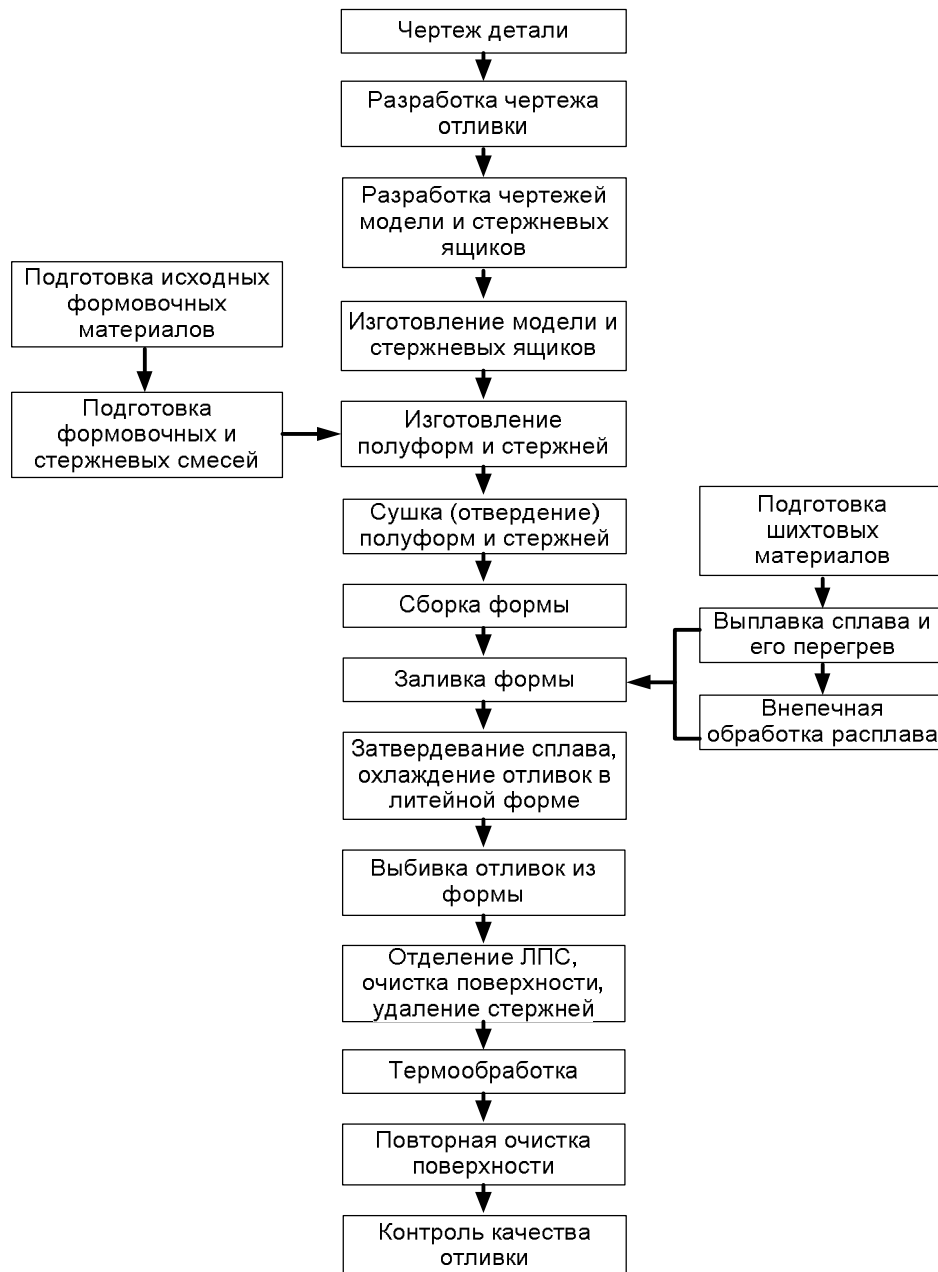 Чертеж детали
Разработка чертежа
отливки
Разработка чертежей
модели и стержневых
ящиков
Подготовка исходных
формовочных
материалов
Изготовление модели и
стержневых ящиков
Подготовка
формовочных и
стержневых смесей
Изготовление
полуформ и стержней
Сушка (отвердение)
полуформ и стержней
Подготовка
шихтовых
материалов
Сборка формы
Выплавка сплава и
его перегрев
Заливка формы
Внепечная
обработка расплава
Затвердевание сплава,
охлаждение отливок в
литейной форме
Выбивка отливок из
формы
Отделение ЛПС,
очистка поверхности,
удаление стержней
Термообработка
Повторная очистка
поверхности
Контроль качества
отливки